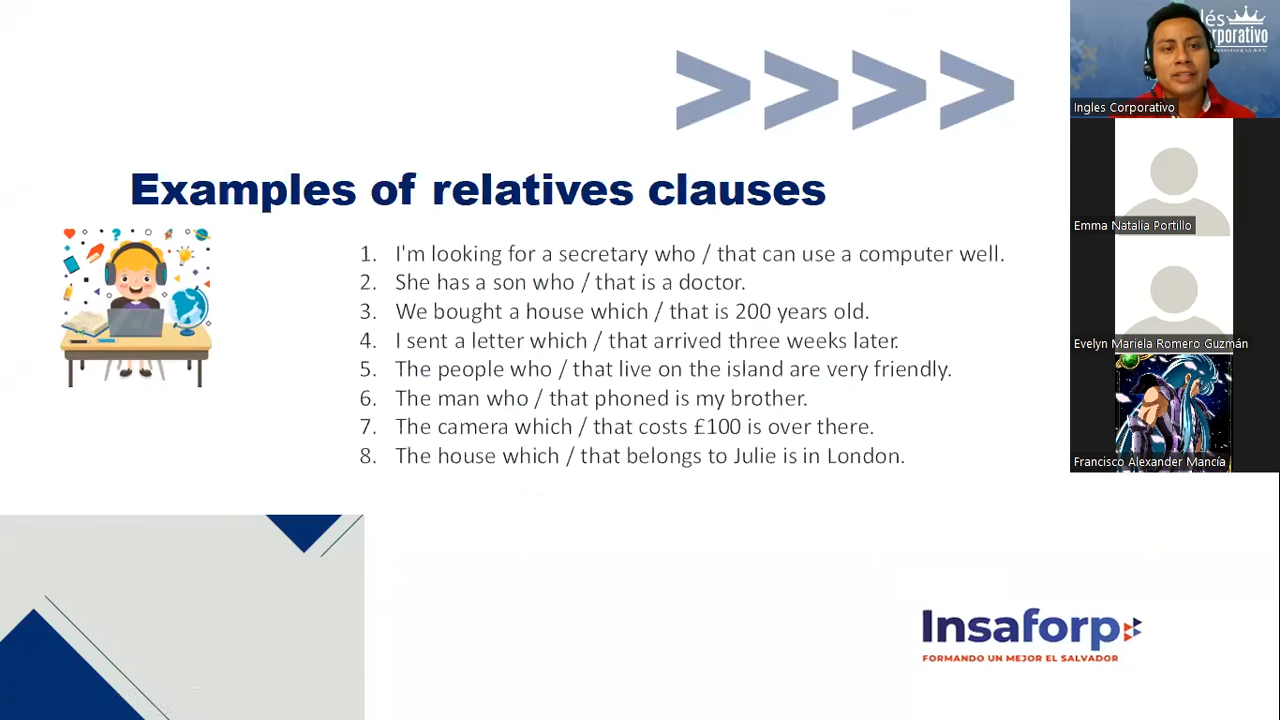 Examples of relatives clauses
1. I'm looking for a secretary who / that can use a computer well.
2. She has a son who / that is a doctor.
3. We bought a house which / that is 200 years old.
4. I sent a letter which / that arrived three weeks later.
5. The people who / that live on the island are very friendly.
6. The man who / that phoned is my brother.
7. The camera which / that costs £100 is over there.
8. The house which / that belongs to Julie is in London.
Insaforp
FORMANDO UN MEJOR EL SALVADOR
Ingles Corporativo
Emma Natalia Portillo
Evelyn Mariela Romero Guzmán
Francisco Alexander Mancía